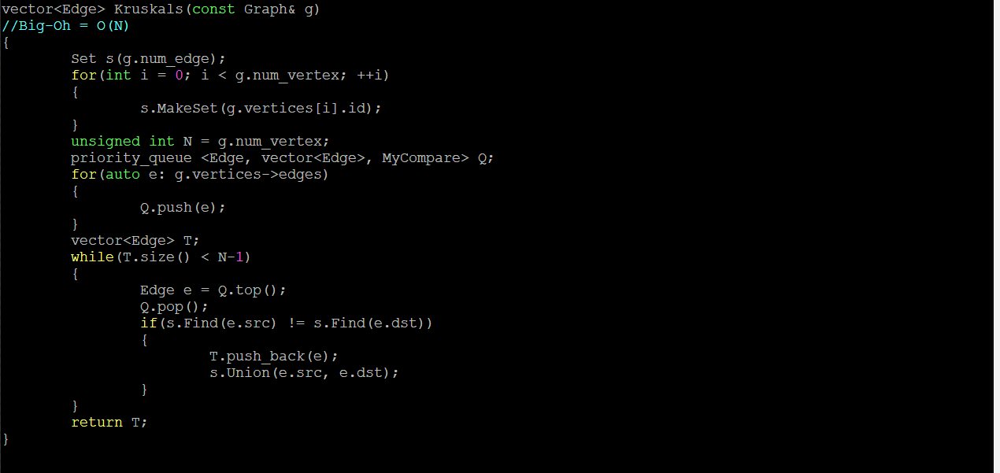 vector<Edge> Kruskals(const Graph& g)
//Big-Oh = O(N)
{
        Set s(g.num_edge);
        for(int i = 0; i < g.num_vertex; ++i)
        {
                s.MakeSet(g.vertices[i].id);
        }
        unsigned int N = g.num_vertex;
        priority_queue <Edge, vector<Edge>, MyCompare> Q;
        for(auto e: g.vertices->edges)
        {
                Q.push(e);
        }
        vector<Edge> T;
        while(T.size() < N-1)
        {
                Edge e = Q.top();
                Q.pop();
                if(s.Find(e.src) != s.Find(e.dst))
                {
                        T.push_back(e);
                        s.Union(e.src, e.dst);
                }
        }
        return T;
}